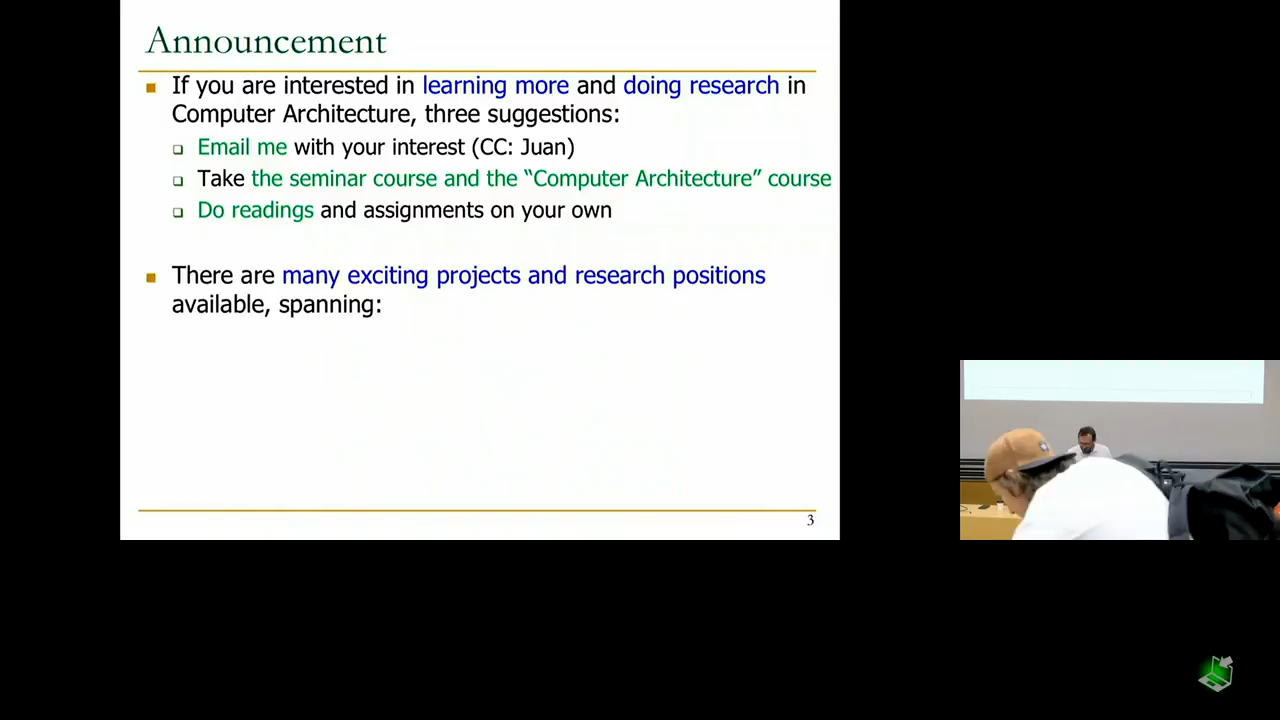 Announcement
If you are interested in learning more and doing research in
Computer Architecture, three suggestions:
Email me with your interest (CC: Juan)
Take the seminar course and the “Computer Architecture” course
Do readings and assignments on your own
There are many exciting projects and research positions
available, spanning:
3